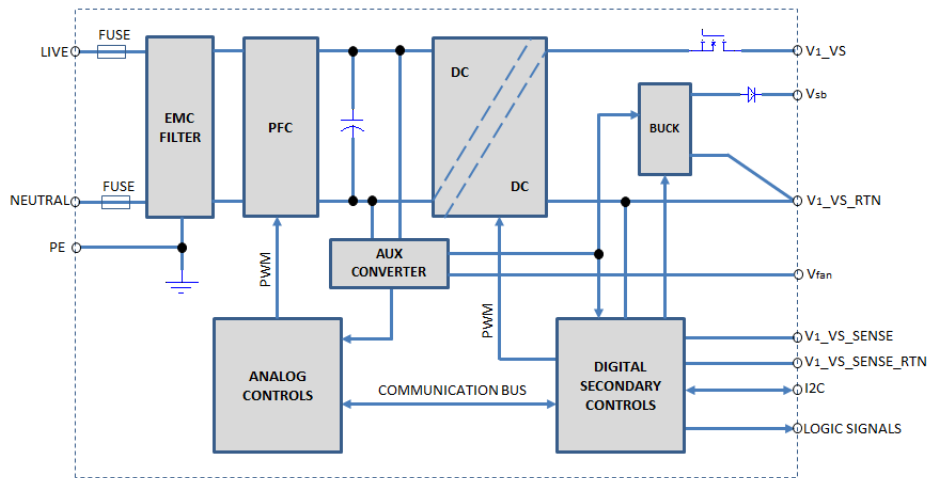 FUSE
LIVE
V1_VS
DC
Vsb
EMC
FILTER
PFC
BUCK
FUSE
DC
NEUTRAL
V1_VS_RTN
PE
AUX
CONVERTER
PWM
Vfan
PWM
V1_VS_SENSE
V1_VS_SENSE_RTN
ANALOG
CONTROLS
DIGITAL
SECONDARY
CONTROLS
COMMUNICATION BUS
I2C
LOGIC SIGNALS